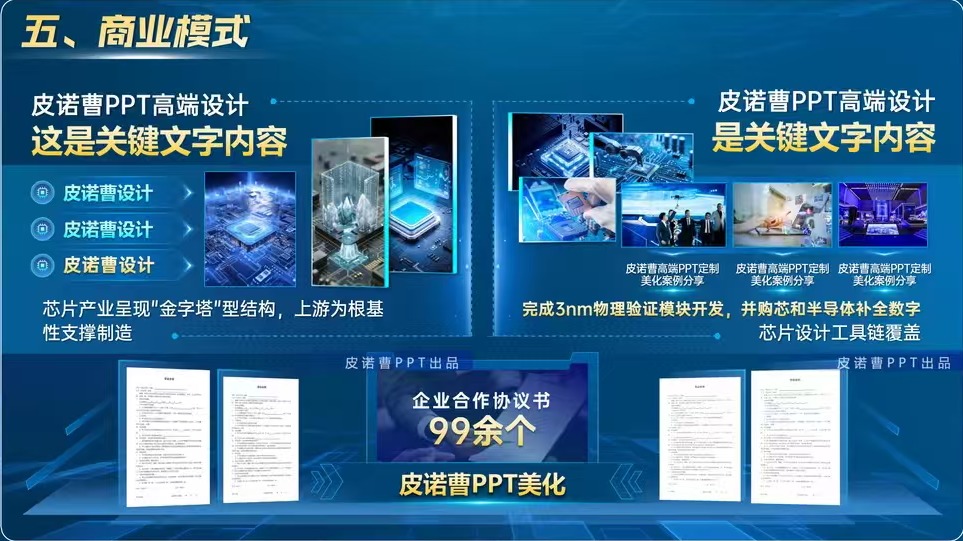 五、商业模式
皮诺曹PPT高端设计
这是关键文字内容
皮诺曹设计
皮诺曹设计
皮诺曹设计
芯片产业呈现"金字塔"型结构，上游为根基
性支撑制造
皮诺曹PPT高端设计
是关键文字内容
皮诺曹高端PPT定制
美化案例分享
皮诺曹高端PPT定制
美化案例分享
皮诺曹高端PPT定制
美化案例分享
完成3nm物理验证模块开发，并购芯和半导体补全数字
芯片设计工具链覆盖
皮诺曹PPT出品
皮诺曹PPT出品
企业合作协议书
99余个
皮诺曹PPT美化